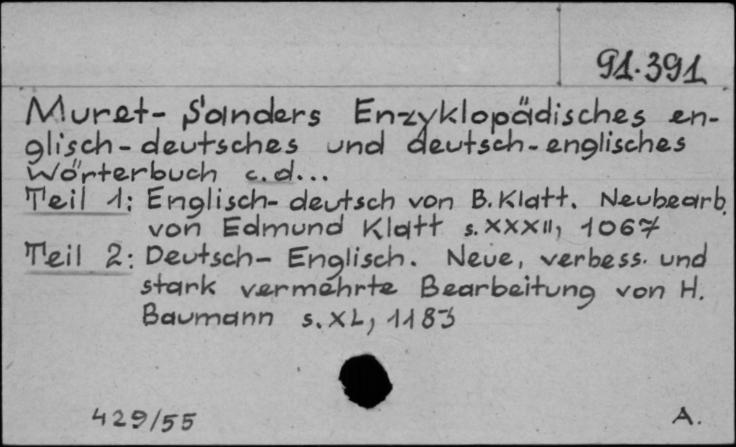 91.391
Muret- Sanders Enzyklopädisches en-
glisch-deutsches und deutsch-englisches
Wörterbuch c.d...
Teil 1: Englisch-deutsch von B. Klatt. Neubearb.
von Edmund Klatt s. XXXII, 1067
Teil 2: Deutsch- Englisch. Neue, verbess. und
stark vermehrte Bearbeitung von H.
Baumann s. XL, 1183
429/55 A.